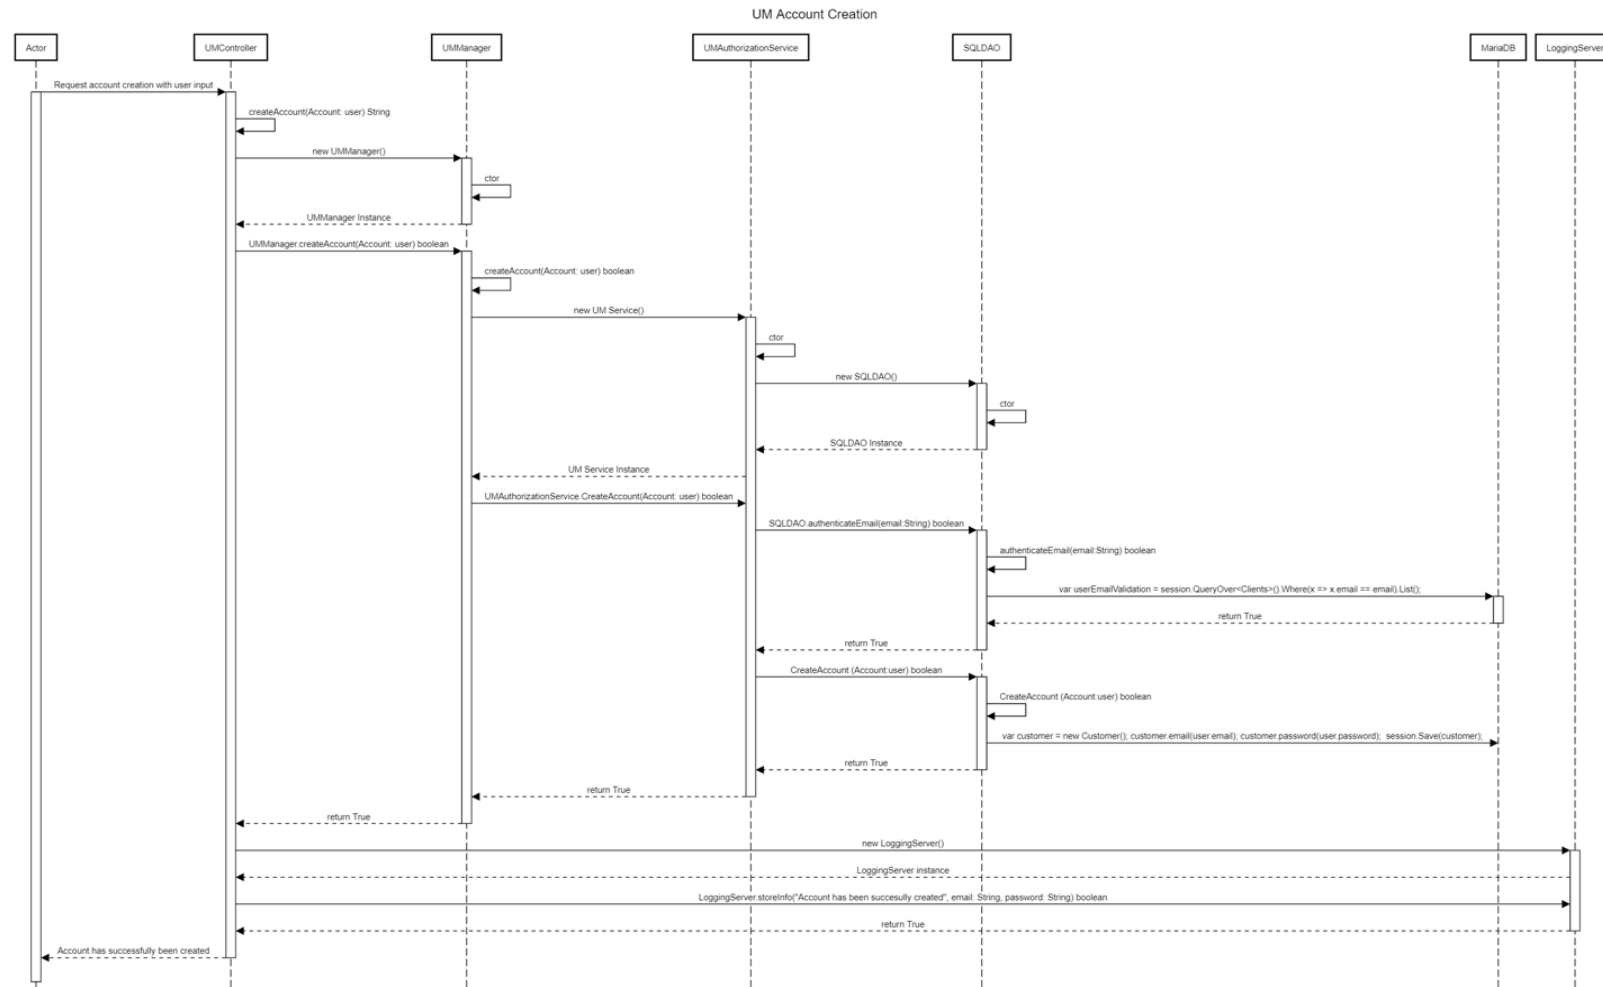 UM Account Creation
Actor
UMController
UMManager
UMAuthorizationService
SQLDAO
MariaDB
LoggingServer
Request account creation with user input
createAccount(Account: user) String
new UMManager()
ctor
UMManager Instance
UMManager.createAccount(Account: user) boolean
createAccount(Account: user) boolean
new UM Service()
ctor
new SQLDAO()
ctor
SQLDAO Instance
UM Service Instance
UMAuthorizationService.CreateAccount(Account: user) boolean
SQLDAO.authenticateEmail(email:String) boolean
authenticateEmail(email:String) boolean
var userEmailValidation = session.QueryOver<Clients>().Where(x => x.email == email).List();
return True
return True
CreateAccount (Account:user) boolean
CreateAccount (Account:user) boolean
var customer = new Customer(); customer.email(user.email); customer.password(user.password);  session.Save(customer);
return True
return True
return True
new LoggingServer()
LoggingServer instance
LoggingServer.storeInfo("Account has been succesully created", email: String, password: String) boolean
return True
Account has successfully been created